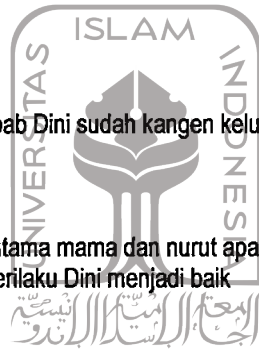 ISLAM
UNIVERSITAS
INDONESIA
bab Dini sudah kangen kelu
tama mama dan nurut apa
erilaku Dini menjadi baik